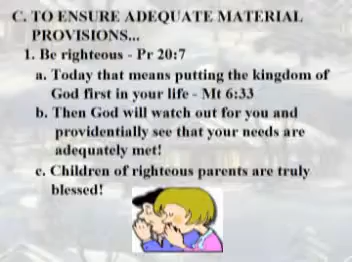 C. TO ENSURE ADEQUATE MATERIAL
PROVISIONS...
1. Be righteous - Pr 20:7
a. Today that means putting the kingdom of
God first in your life - Mt 6:33
b. Then God will watch out for you and
providentially see that your needs are
adequately met!
c. Children of righteous parents are truly
blessed!